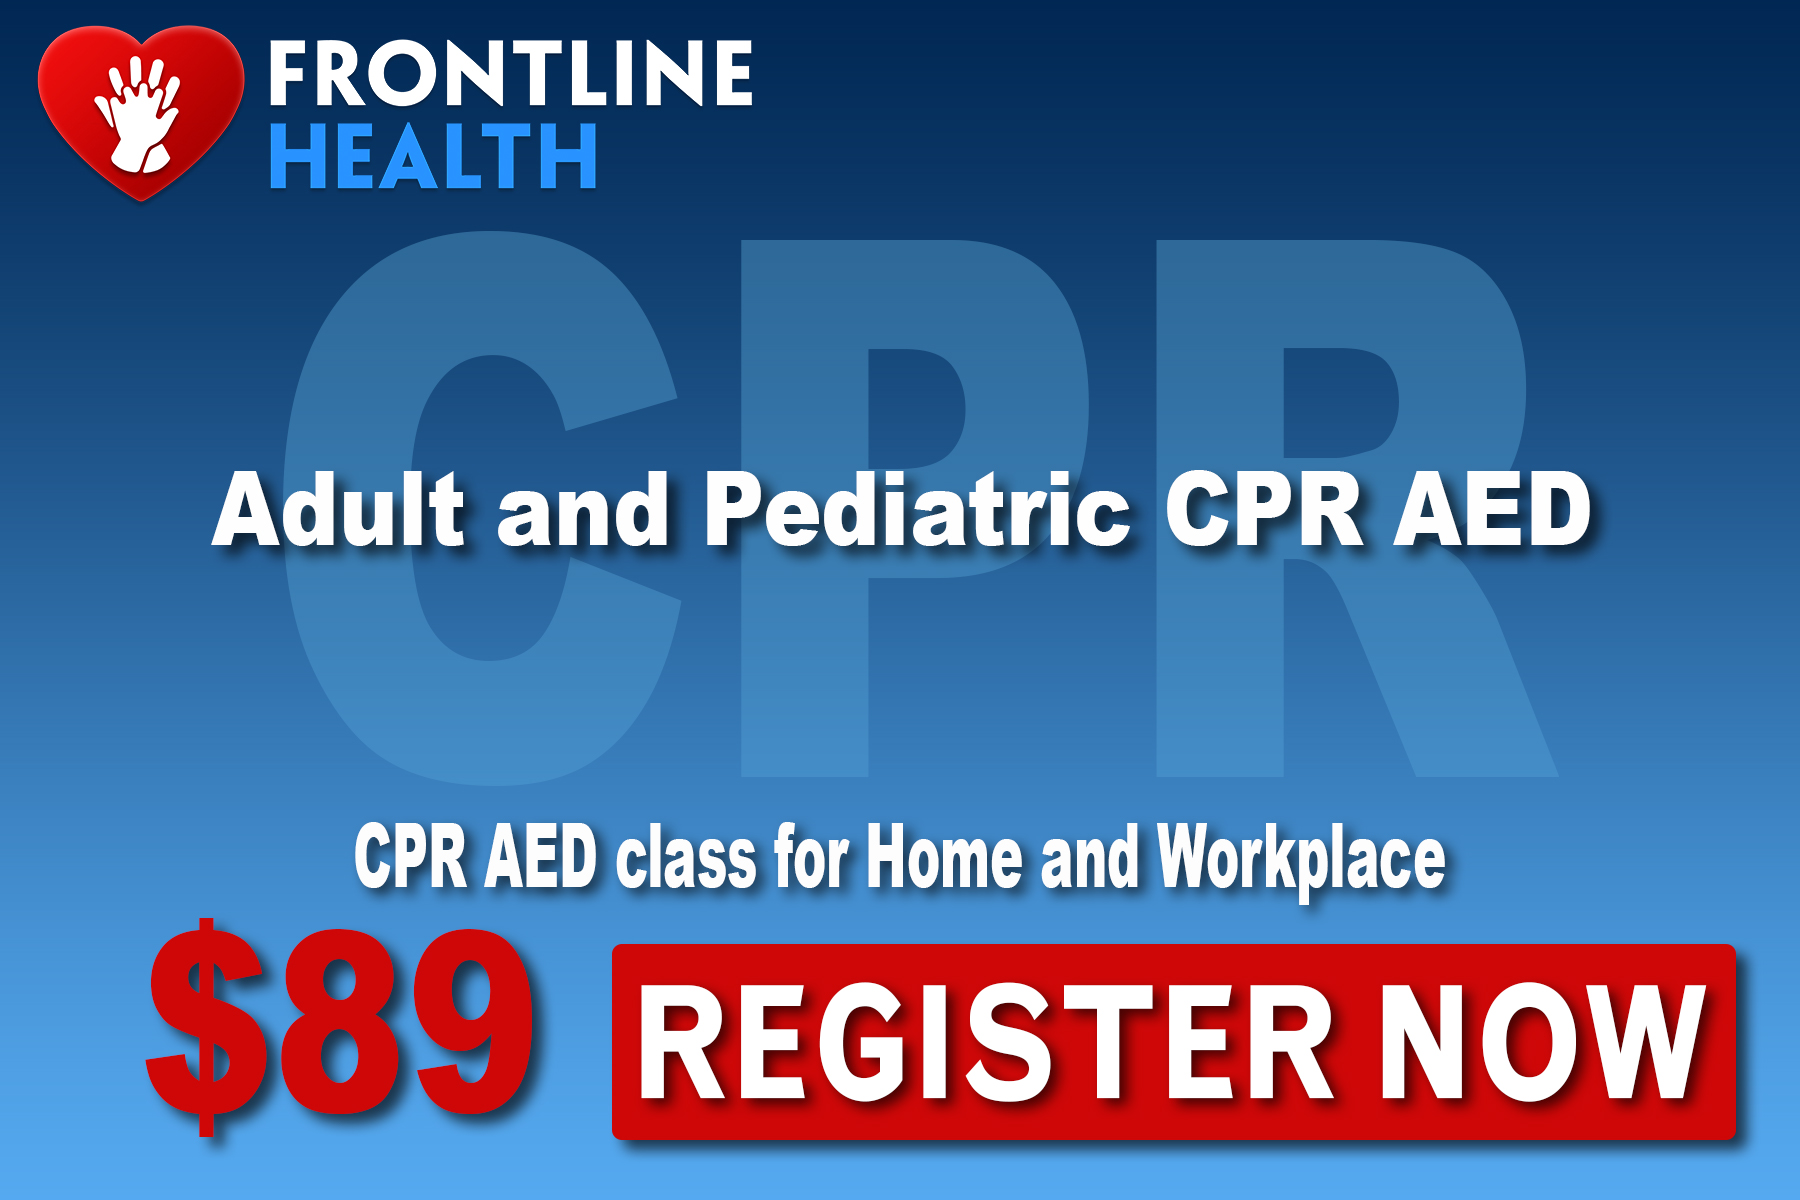 FRONTLINE
HEALTH
CPR
Adult and Pediatric CPR AED
CPR AED class for Home and Workplace
$89
REGISTER NOW